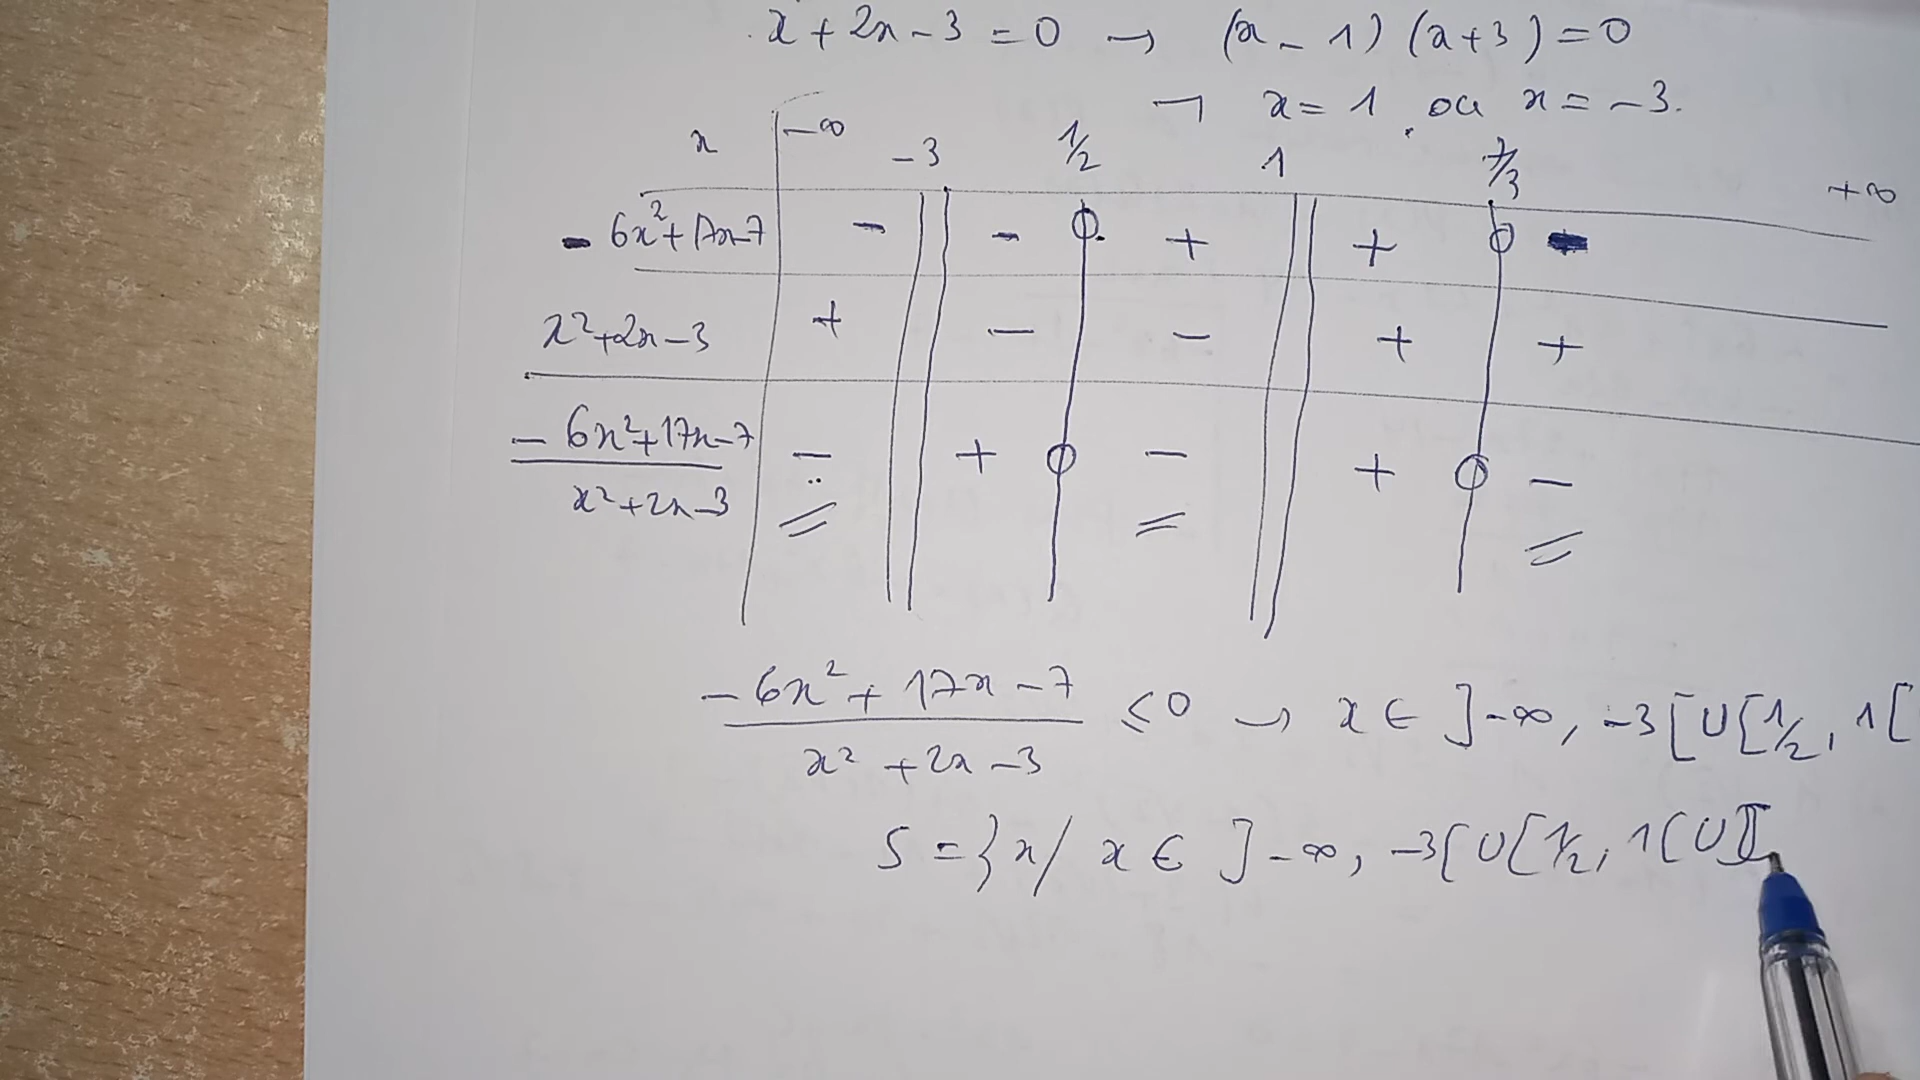 x + 2x - 3 = 0 → (x - 1) (x + 3) = 0
→ x = 1 ou x = -3.
x -∞ -3 1/2 1 7/3 +∞
- 6x² + 17x - 7 - - 0 + + 0 -
x² + 2x - 3 + - - + +
- 6x² + 17x - 7 / x² + 2x - 3 - + 0 - + 0 -
- 6x² + 17x - 7 / x² + 2x - 3 ≤ 0 → x ∈ ]-∞, -3[ U [1/2, 1[
S = { x / x ∈ ]-∞, -3[ U [1/2, 1[ U